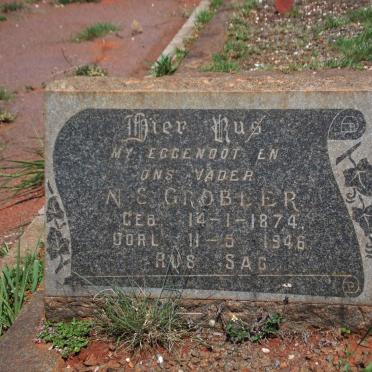 Hier Rus
MY EGGENOOT EN
ONS VADER
N. S. GROBLER
GEB. 14-1-1874
OORL. 11-5 1946
RUS SAG